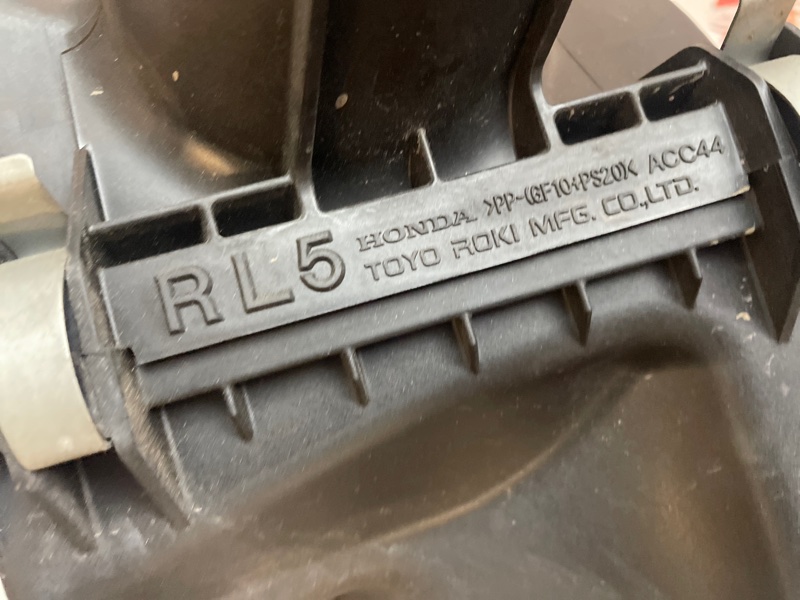 RL5
HONDA >PP-(GF10+PS20)< ACC44
TOYO ROKI MFG. CO.,LTD.